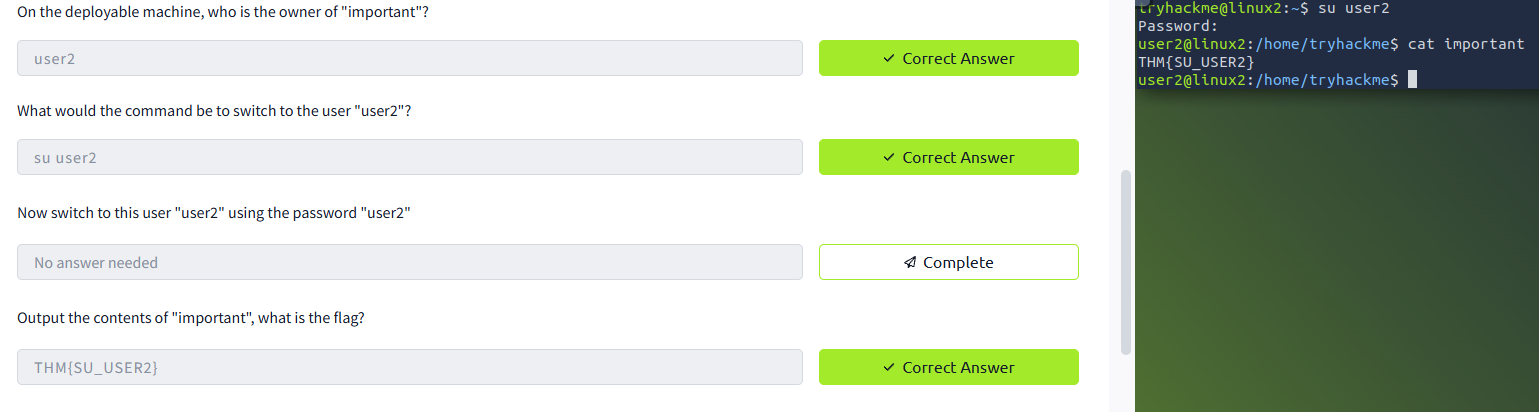 On the deployable machine, who is the owner of "important"?
user2
Correct Answer
What would the command be to switch to the user "user2"?
su user2
Correct Answer
Now switch to this user "user2" using the password "user2"
No answer needed
Complete
Output the contents of "important", what is the flag?
THM{SU_USER2}
Correct Answer
tryhackme@linux2:~$ su user2
Password:
user2@linux2:/home/tryhackme$ cat important
THM{SU_USER2}
user2@linux2:/home/tryhackme$